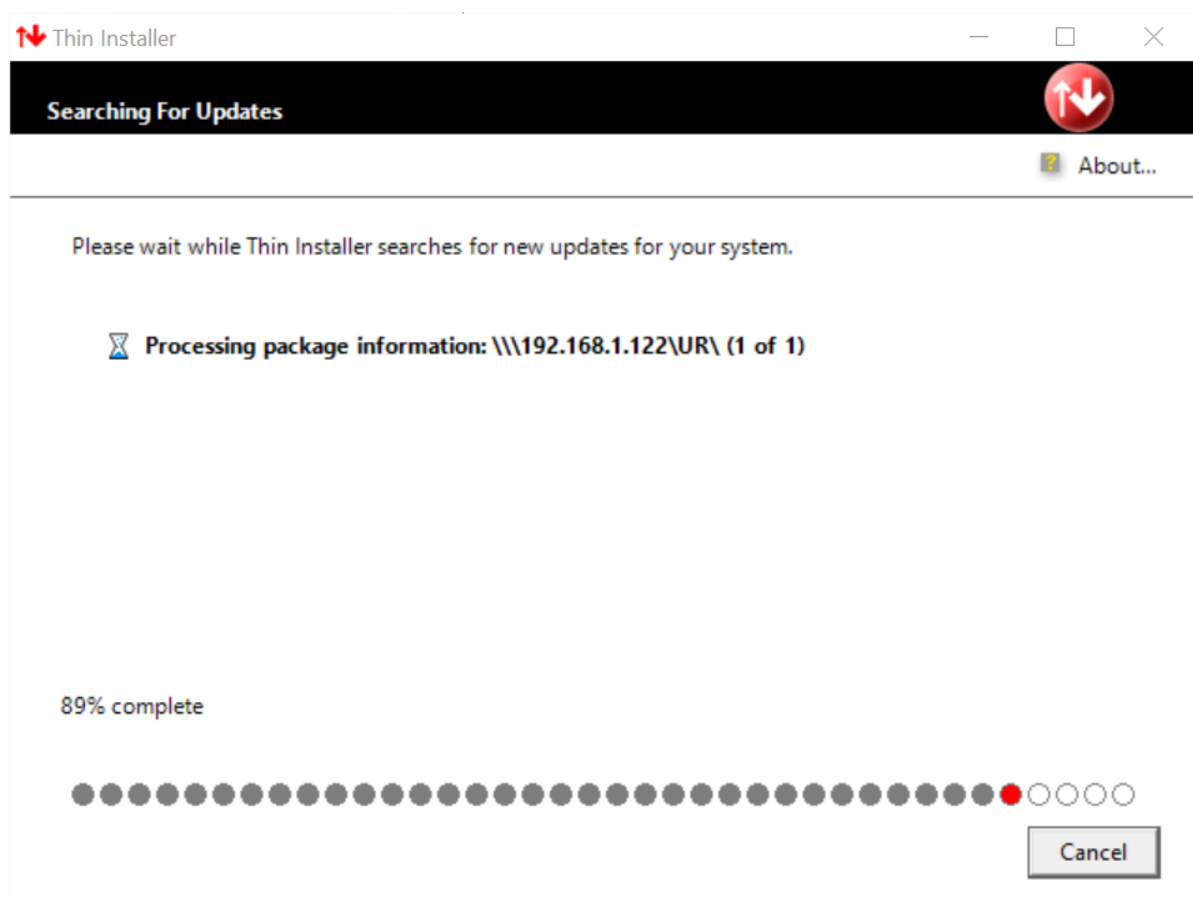 Thin Installer
Searching For Updates
? About...
Please wait while Thin Installer searches for new updates for your system.
Processing package information: \\\192.168.1.122\UR\ (1 of 1)
89% complete
Cancel